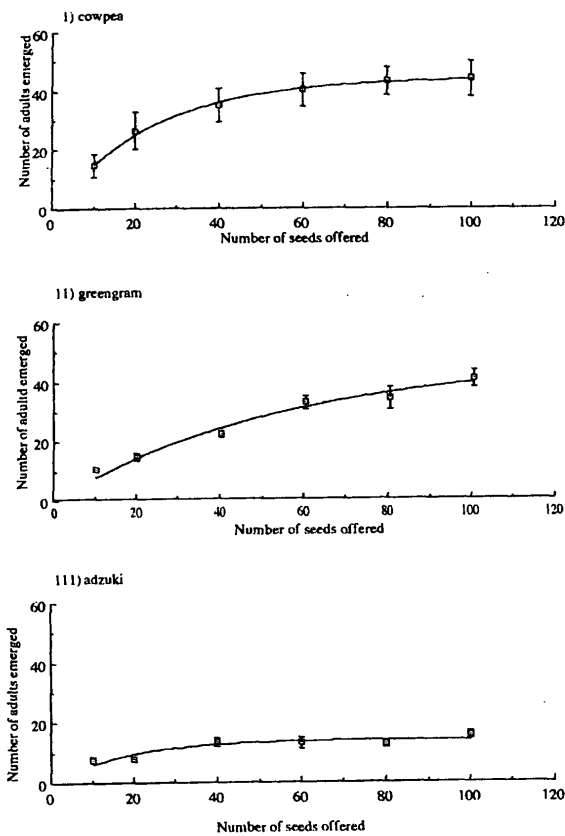 i) cowpea
60
40
20
0
Number of adults emerged
0 20 40 60 80 100 120
Number of seeds offered
ii) greengram
60
40
20
0
Number of adultd emerged
0 20 40 60 80 100 120
Number of seeds offered
iii) adzuki
60
40
20
0
Number of adults emerged
0 20 40 60 80 100 120
Number of seeds offered